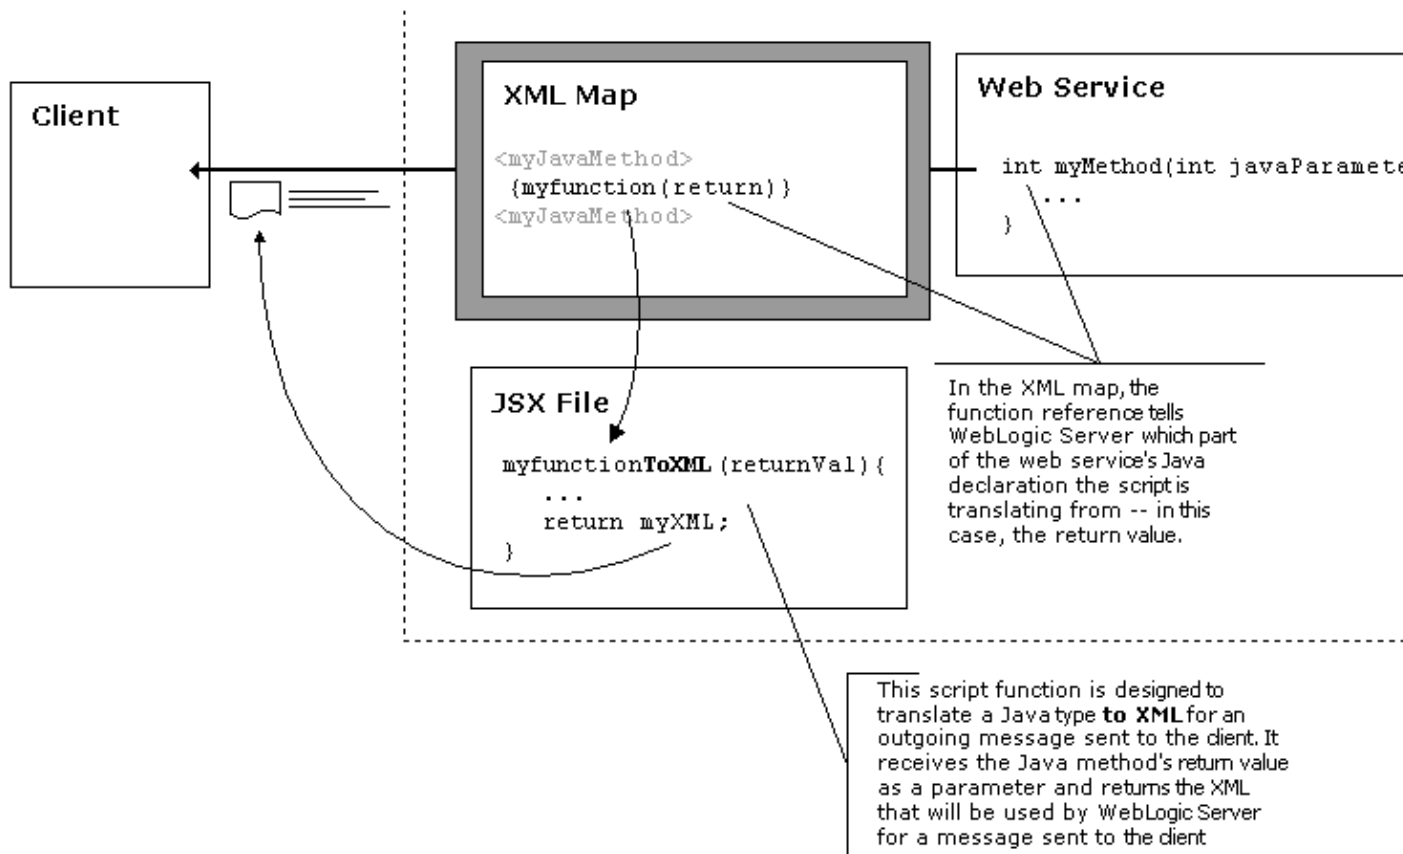 Client
XML Map
<myJavaMethod>
{myfunction(return)}
<myJavaMethod>
Web Service
int myMethod(int javaParamete
...
}
JSX File
myfunctionToXML(returnVal){
...
return myXML;
}
In the XML map, the
function reference tells
WebLogic Server which part
of the web service's Java
declaration the script is
translating from -- in this
case, the return value.
This script function is designed to
translate a Java type to XML for an
outgoing message sent to the client. It
receives the Java method's return value
as a parameter and returns the XML
that will be used by WebLogic Server
for a message sent to the client